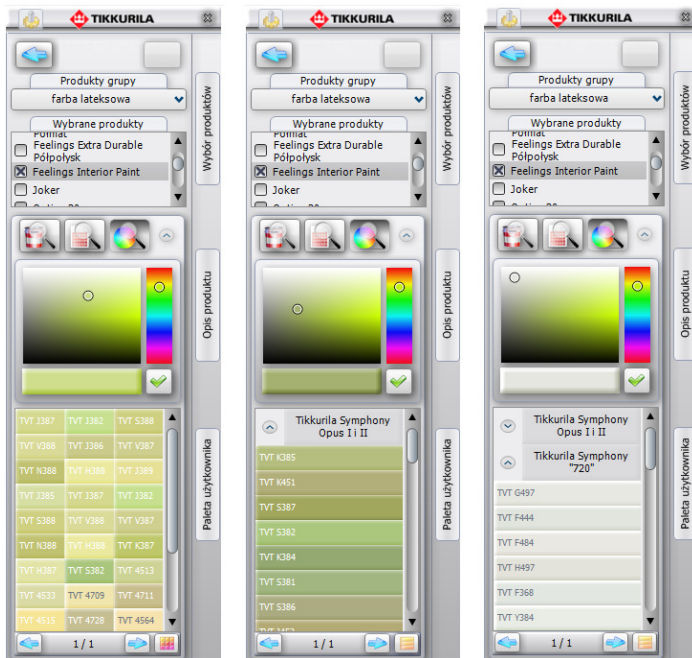 TIKKURILA
Produkty grupy
farba lateksowa
Wybrane produkty
Półmat
Feelings Extra Durable
Półpołysk
Feelings Interior Paint
Joker
TVT J387 TVT J382 TVT S388
TVT V388 TVT J386 TVT V387
TVT N388 TVT H388 TVT J389
TVT J385 TVT J387 TVT J382
TVT S388 TVT V388 TVT V387
TVT N388 TVT H388 TVT K387
TVT H387 TVT S382 TVT 4513
TVT 4533 TVT 4709 TVT 4711
TVT 4515 TVT 4728 TVT 4564
1/1
Wybór produktów
Opis produktu
Paleta użytkownika
TIKKURILA
Produkty grupy
farba lateksowa
Wybrane produkty
Półmat
Feelings Extra Durable
Półpołysk
Feelings Interior Paint
Joker
Tikkurila Symphony
Opus I i II
TVT K385
TVT K451
TVT S387
TVT S382
TVT K384
TVT S381
TVT S386
1/1
Wybór produktów
Opis produktu
Paleta użytkownika
TIKKURILA
Produkty grupy
farba lateksowa
Wybrane produkty
Półmat
Feelings Extra Durable
Półpołysk
Feelings Interior Paint
Joker
Tikkurila Symphony
Opus I i II
Tikkurila Symphony
"720"
TVT G497
TVT F444
TVT F484
TVT H497
TVT F368
TVT Y384
1/1
Wybór produktów
Opis produktu
Paleta użytkownika